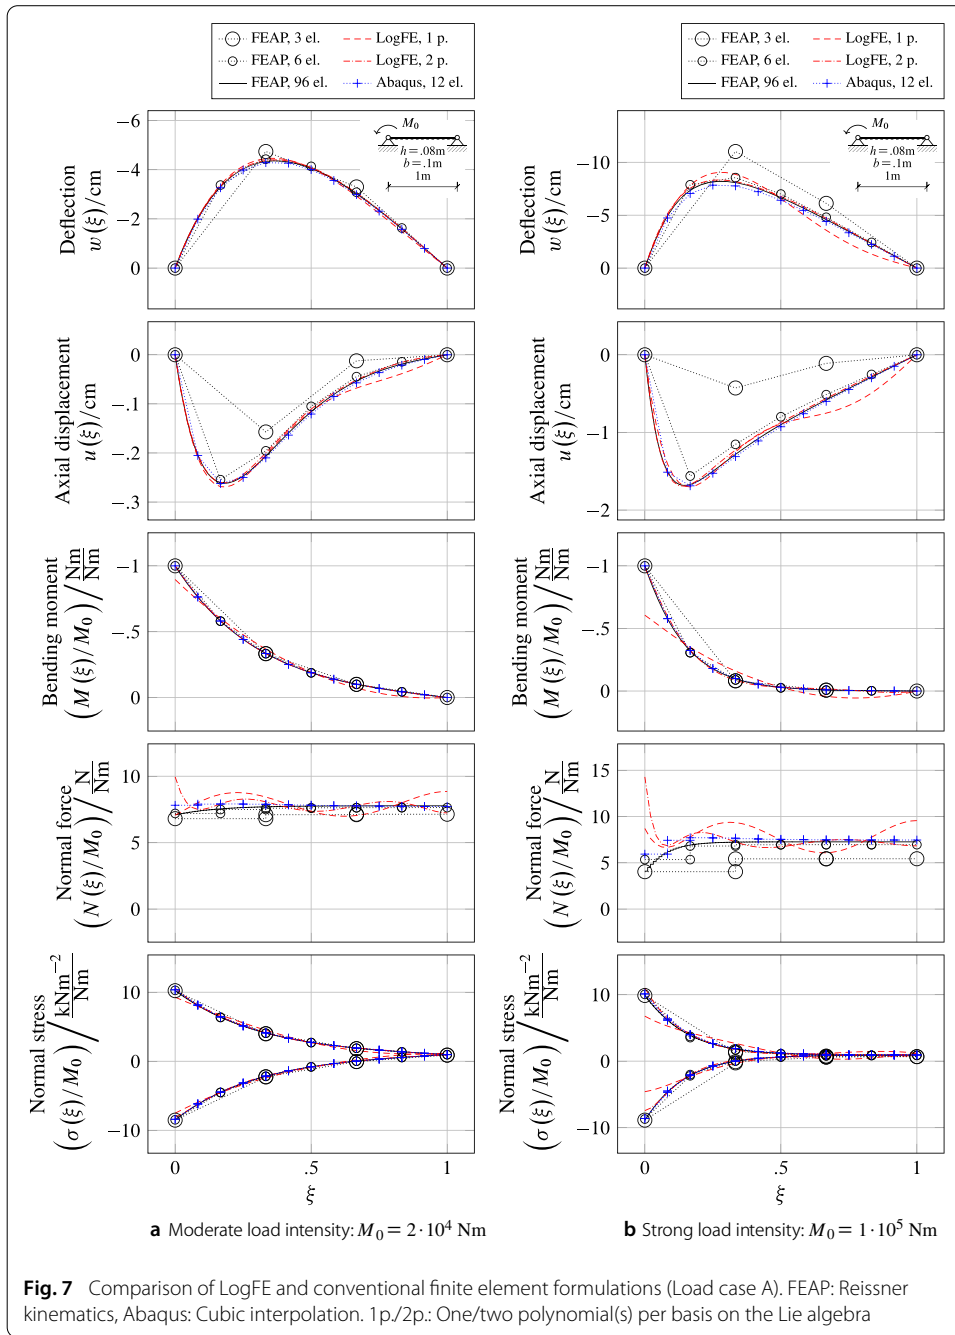 FEAP, 3 el.
LogFE, 1 p.
FEAP, 6 el.
LogFE, 2 p.
FEAP, 96 el.
Abaqus, 12 el.
FEAP, 3 el.
LogFE, 1 p.
FEAP, 6 el.
LogFE, 2 p.
FEAP, 96 el.
Abaqus, 12 el.
Deflection
w(ξ)/cm
−6
−4
−2
0
M₀
h = .08m
b = .1m
1m
Deflection
w(ξ)/cm
−10
−5
0
M₀
h = .08m
b = .1m
1m
Axial displacement
u(ξ)/cm
0
−.1
−.2
−.3
Axial displacement
u(ξ)/cm
0
−1
−2
Bending moment
(M(ξ)/M₀) / Nm/Nm
−1
−.5
0
Bending moment
(M(ξ)/M₀) / Nm/Nm
−1
−.5
0
Normal force
(N(ξ)/M₀) / N/Nm
10
5
0
Normal force
(N(ξ)/M₀) / N/Nm
15
10
5
0
Normal stress
(σ(ξ)/M₀) / kNm⁻²/Nm
10
0
−10
0
.5
1
ξ
Normal stress
(σ(ξ)/M₀) / kNm⁻²/Nm
10
0
−10
0
.5
1
ξ
a Moderate load intensity: M₀ = 2 · 10⁴ Nm
b Strong load intensity: M₀ = 1 · 10⁵ Nm
Fig. 7 Comparison of LogFE and conventional finite element formulations (Load case A). FEAP: Reissner
kinematics, Abaqus: Cubic interpolation. 1p./2p.: One/two polynomial(s) per basis on the Lie algebra